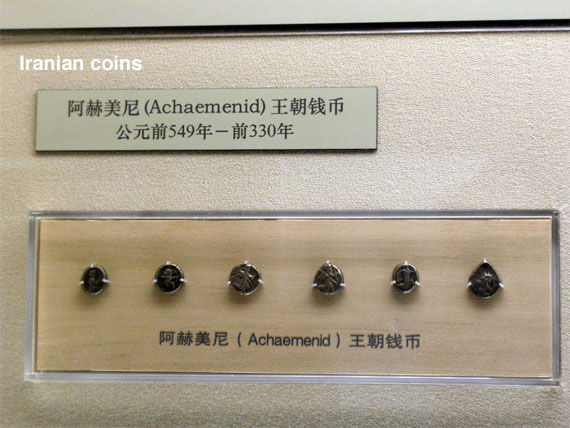 Iranian coins
阿赫美尼(Achaemenid)王朝钱币
公元前549年－前330年
阿赫美尼（Achaemenid）王朝钱币